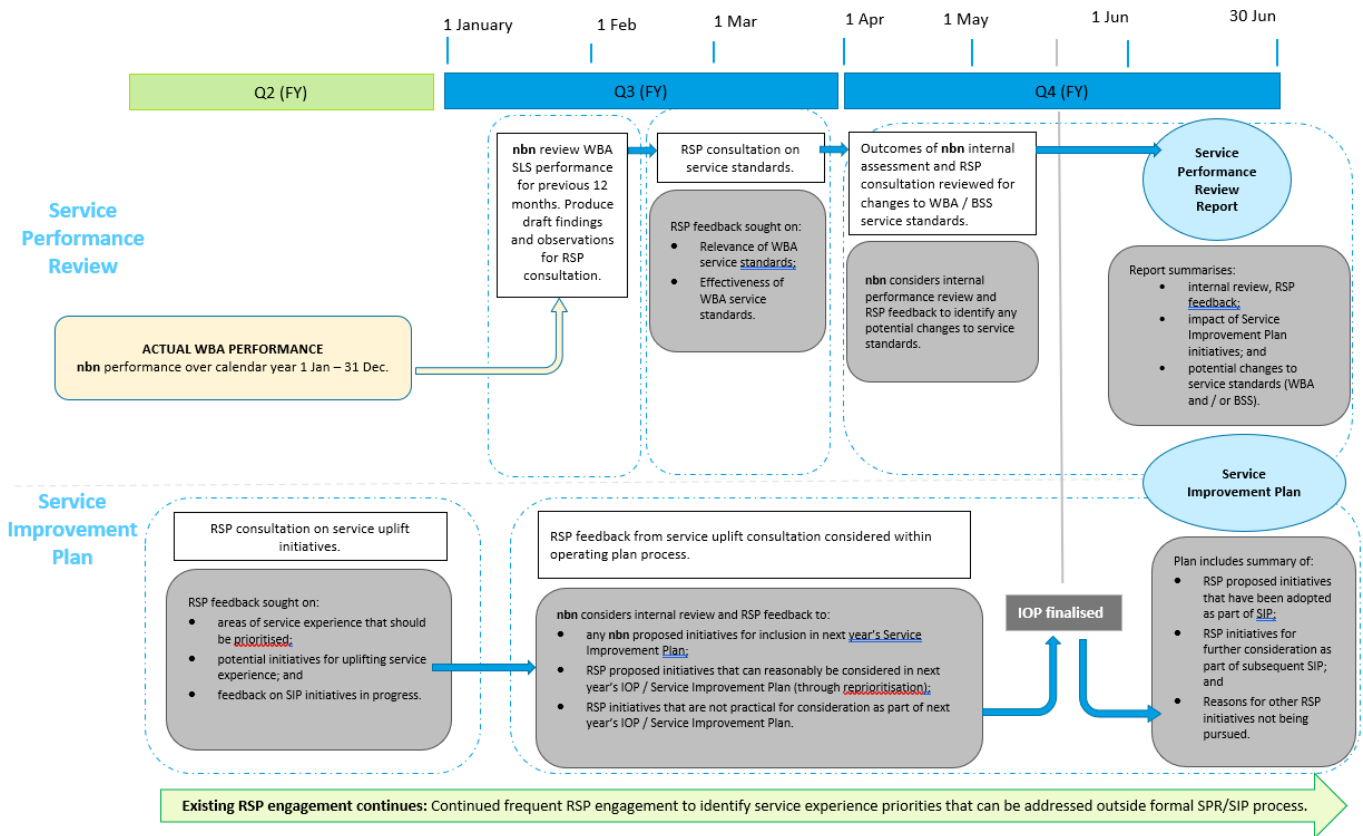 1 January
1 Feb
1 Mar
1 Apr
1 May
1 Jun
30 Jun
Q2 (FY)
Q3 (FY)
Q4 (FY)
Service
Performance
Review
nbn review WBA
SLS performance
for previous 12
months. Produce
draft findings
and observations
for RSP
consultation.
RSP consultation on
service standards.
RSP feedback sought on:
● Relevance of WBA
service standards;
● Effectiveness of
WBA service
standards.
Outcomes of nbn internal
assessment and RSP
consultation reviewed for
changes to WBA / BSS
service standards.
nbn considers internal
performance review and
RSP feedback to identify any
potential changes to service
standards.
Service
Performance
Review
Report
Report summarises:
● internal review, RSP
feedback;
● impact of Service
Improvement Plan
initiatives; and
● potential changes to
service standards (WBA
and / or BSS).
ACTUAL WBA PERFORMANCE
nbn performance over calendar year 1 Jan – 31 Dec.
Service
Improvement
Plan
RSP consultation on service uplift
initiatives.
RSP feedback sought on:
● areas of service experience that should
be prioritised;
● potential initiatives for uplifting service
experience; and
● feedback on SIP initiatives in progress.
RSP feedback from service uplift consultation considered within
operating plan process.
nbn considers internal review and RSP feedback to:
● any nbn proposed initiatives for inclusion in next year's Service
Improvement Plan;
● RSP proposed initiatives that can reasonably be considered in next
year's IOP / Service Improvement Plan (through reprioritisation);
● RSP initiatives that are not practical for consideration as part of next
year's IOP / Service Improvement Plan.
IOP finalised
Service
Improvement Plan
Plan includes summary of:
● RSP proposed initiatives
that have been adopted
as part of SIP;
● RSP initiatives for
further consideration as
part of subsequent SIP;
and
● Reasons for other RSP
initiatives not being
pursued.
Existing RSP engagement continues: Continued frequent RSP engagement to identify service experience priorities that can be addressed outside formal SPR/SIP process.